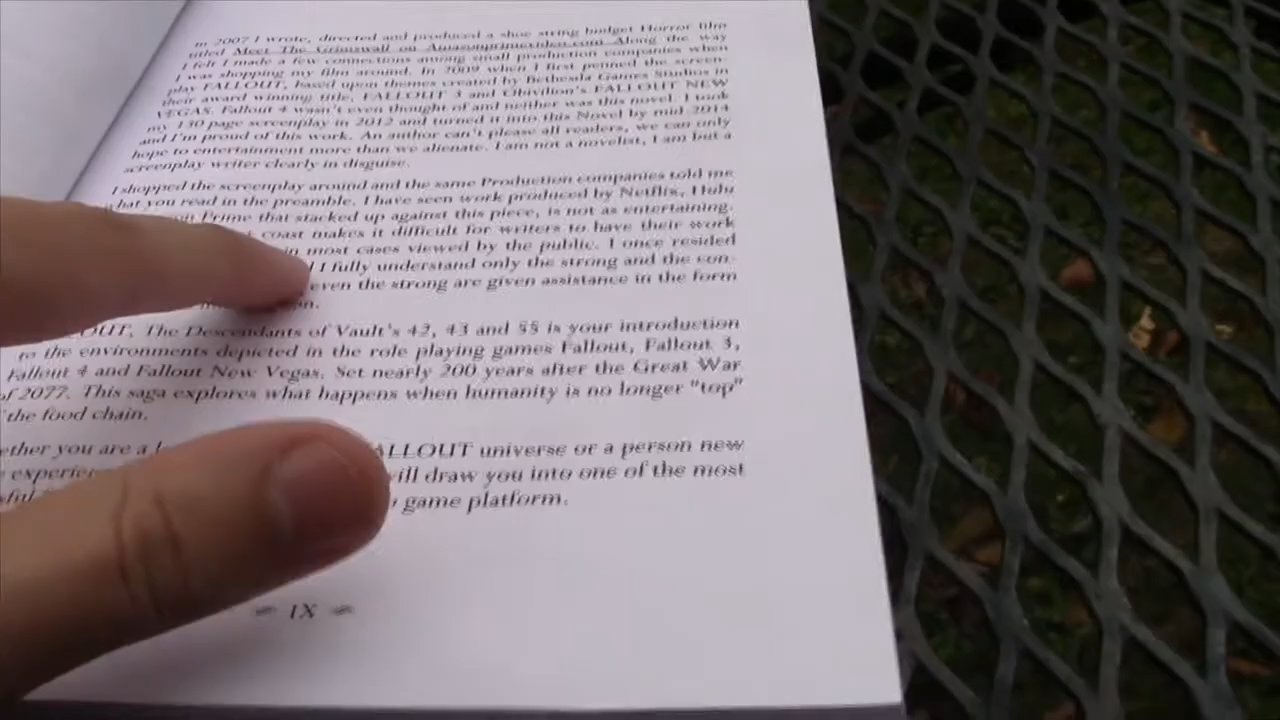 In 2007 I wrote, directed and produced a shoe string budget Horror film
titled Meet The Grimswall on Amazonprimevideo.com Along the way
I felt I made a few connections among small production companies when
I was shopping my film around. In 2009 when I first penned the screen-
play FALLOUT, based upon themes created by Bethesda Games Studios in
their award winning title, FALLOUT 3 and Obivilion's FALLOUT NEW
VEGAS. Fallout 4 wasn't even thought of and neither was this novel. I took
my 130 page screenplay in 2012 and turned it into this Novel by mid 2014
and I'm proud of this work. An author can't please all readers, we can only
hope to entertainment more than we alienate. I am not a novelist, I am but a
screenplay writer clearly in disguise.
I shopped the screenplay around and the same Production companies told me
hat you read in the preamble. I have seen work produced by Netflix, Hulu
Prime that stacked up against this piece, is not as entertaining.
coast makes it difficult for writers to have their work
in most cases viewed by the public. I once resided
I fully understand only the strong and the con-
even the strong are given assistance in the form
OUT, The Descendants of Vault's 42, 43 and §§ is your introduction
to the environments depicted in the role playing games Fallout, Fallout 3,
Fallout 4 and Fallout New Vegas. Set nearly 200 years after the Great War
of 2077. This saga explores what happens when humanity is no longer "top"
the food chain.
ether you are a ALLOUT universe or a person new
experie ill draw you into one of the most
game platform.
IX